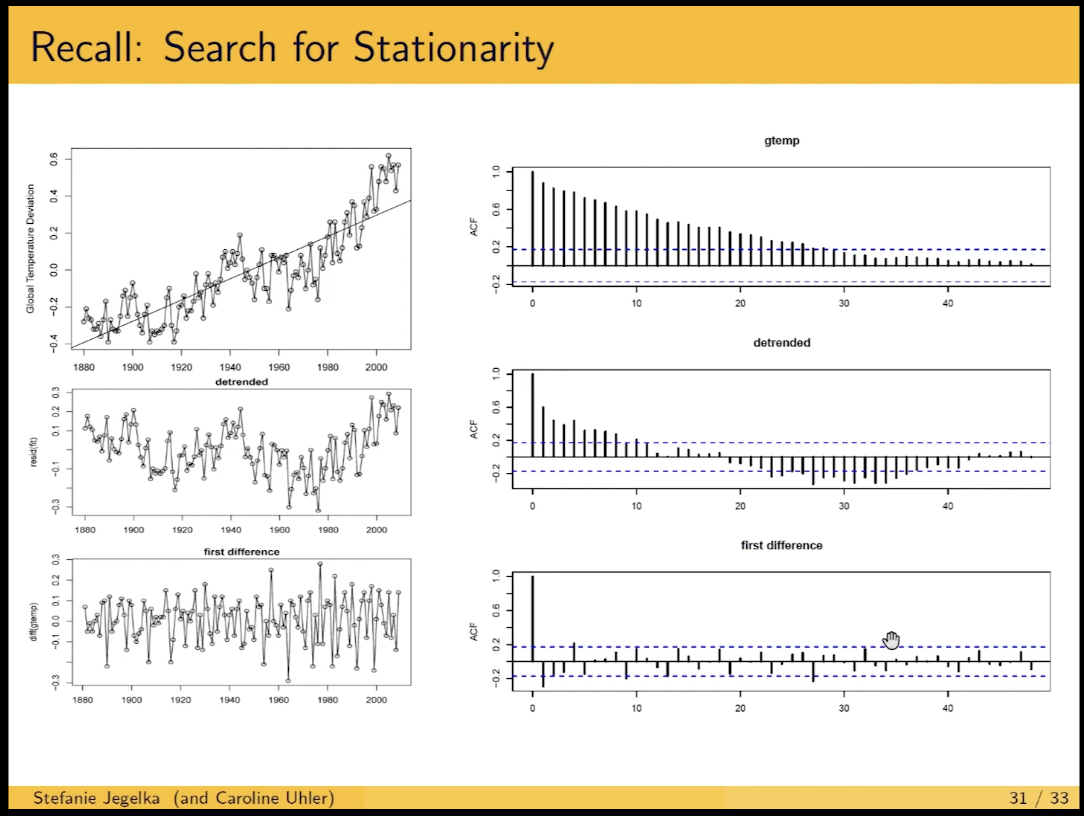 Recall: Search for Stationarity
Global Temperature Deviation
0.6
0.4
0.2
0.0
−0.2
−0.4
1880 1900 1920 1940 1960 1980 2000
detrended
resid(fit)
0.3
0.1
−0.1
−0.3
1880 1900 1920 1940 1960 1980 2000
first difference
diff(gtemp)
0.3
0.2
0.1
0.0
−0.1
−0.3
1880 1900 1920 1940 1960 1980 2000
gtemp
ACF
1.0
0.6
0.2
−0.2
0 10 20 30 40
detrended
ACF
1.0
0.6
0.2
−0.2
0 10 20 30 40
first difference
ACF
1.0
0.6
0.2
−0.2
0 10 20 30 40
Stefanie Jegelka (and Caroline Uhler)
31 / 33